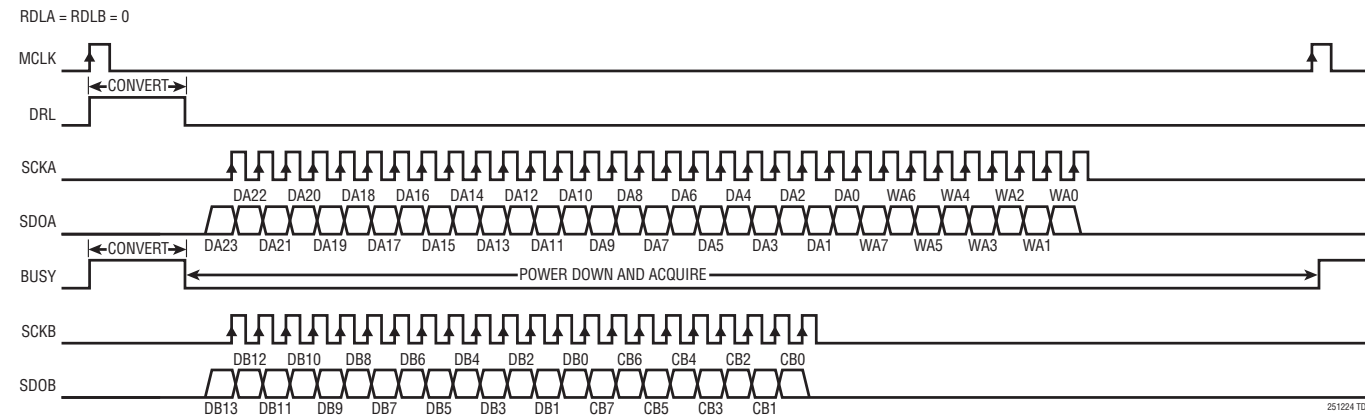 RDLA = RDLB = 0
MCLK
CONVERT
DRL
SCKA
DA22 DA20 DA18 DA16 DA14 DA12 DA10 DA8 DA6 DA4 DA2 DA0 WA6 WA4 WA2 WA0
SDOA
DA23 DA21 DA19 DA17 DA15 DA13 DA11 DA9 DA7 DA5 DA3 DA1 WA7 WA5 WA3 WA1
CONVERT
BUSY
POWER DOWN AND ACQUIRE
SCKB
DB12 DB10 DB8 DB6 DB4 DB2 DB0 CB6 CB4 CB2 CB0
SDOB
DB13 DB11 DB9 DB7 DB5 DB3 DB1 CB7 CB5 CB3 CB1
251224 TD